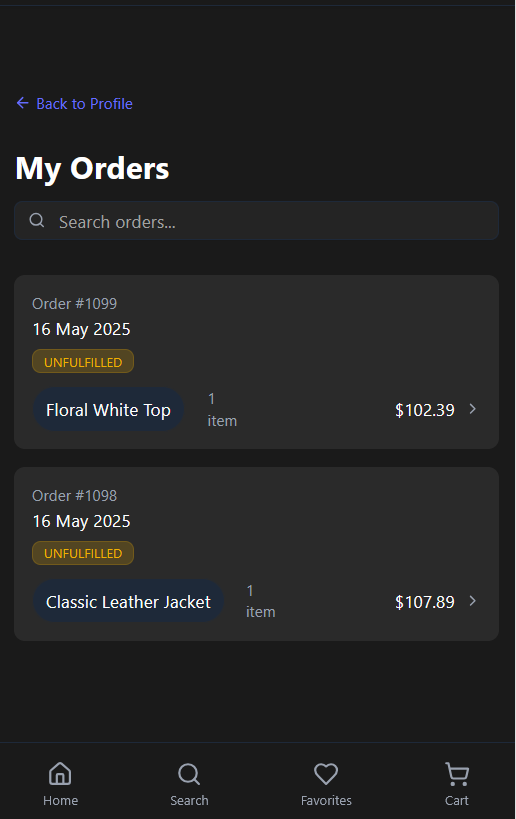 Back to Profile
My Orders
Search orders...
Order #1099
16 May 2025
UNFULFILLED
Floral White Top
1
item
$102.39
Order #1098
16 May 2025
UNFULFILLED
Classic Leather Jacket
1
item
$107.89
Home
Search
Favorites
Cart